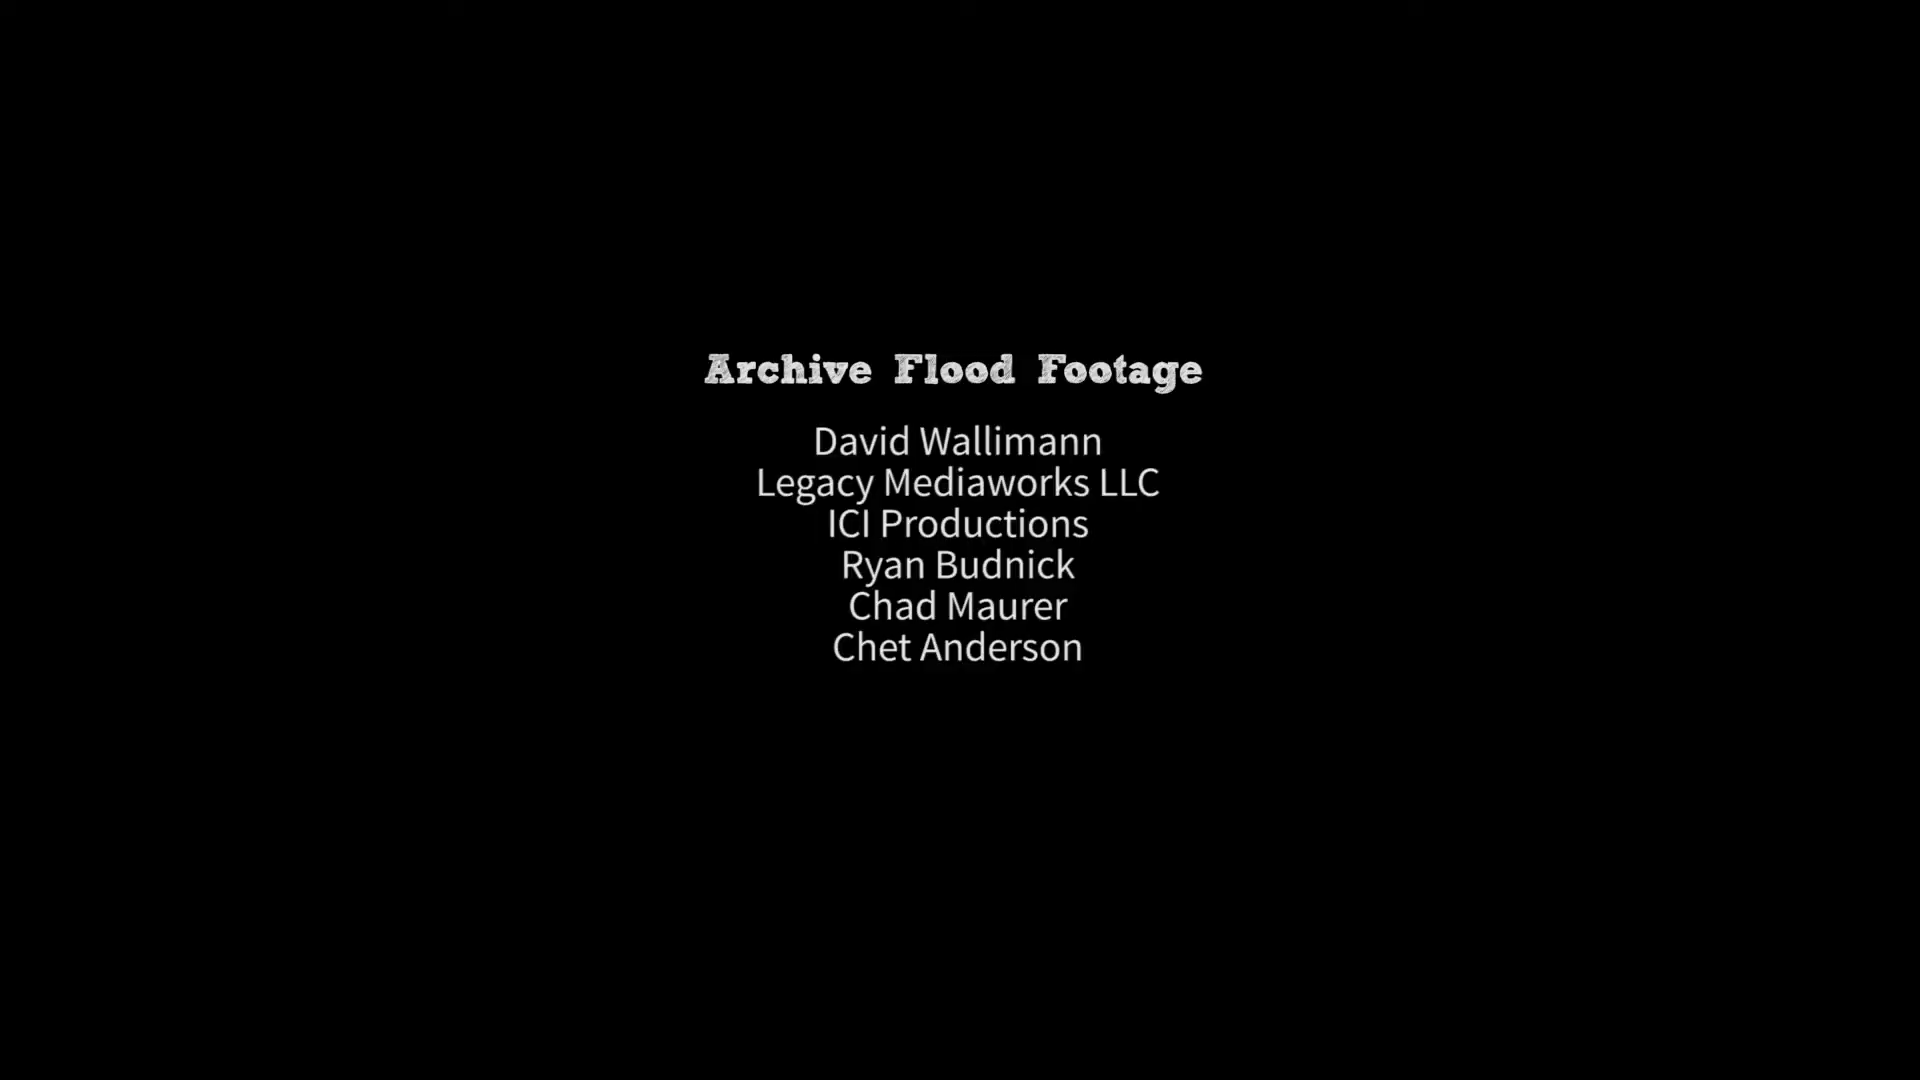 Archive Flood Footage
David Wallimann
Legacy Mediaworks LLC
ICI Productions
Ryan Budnick
Chad Maurer
Chet Anderson